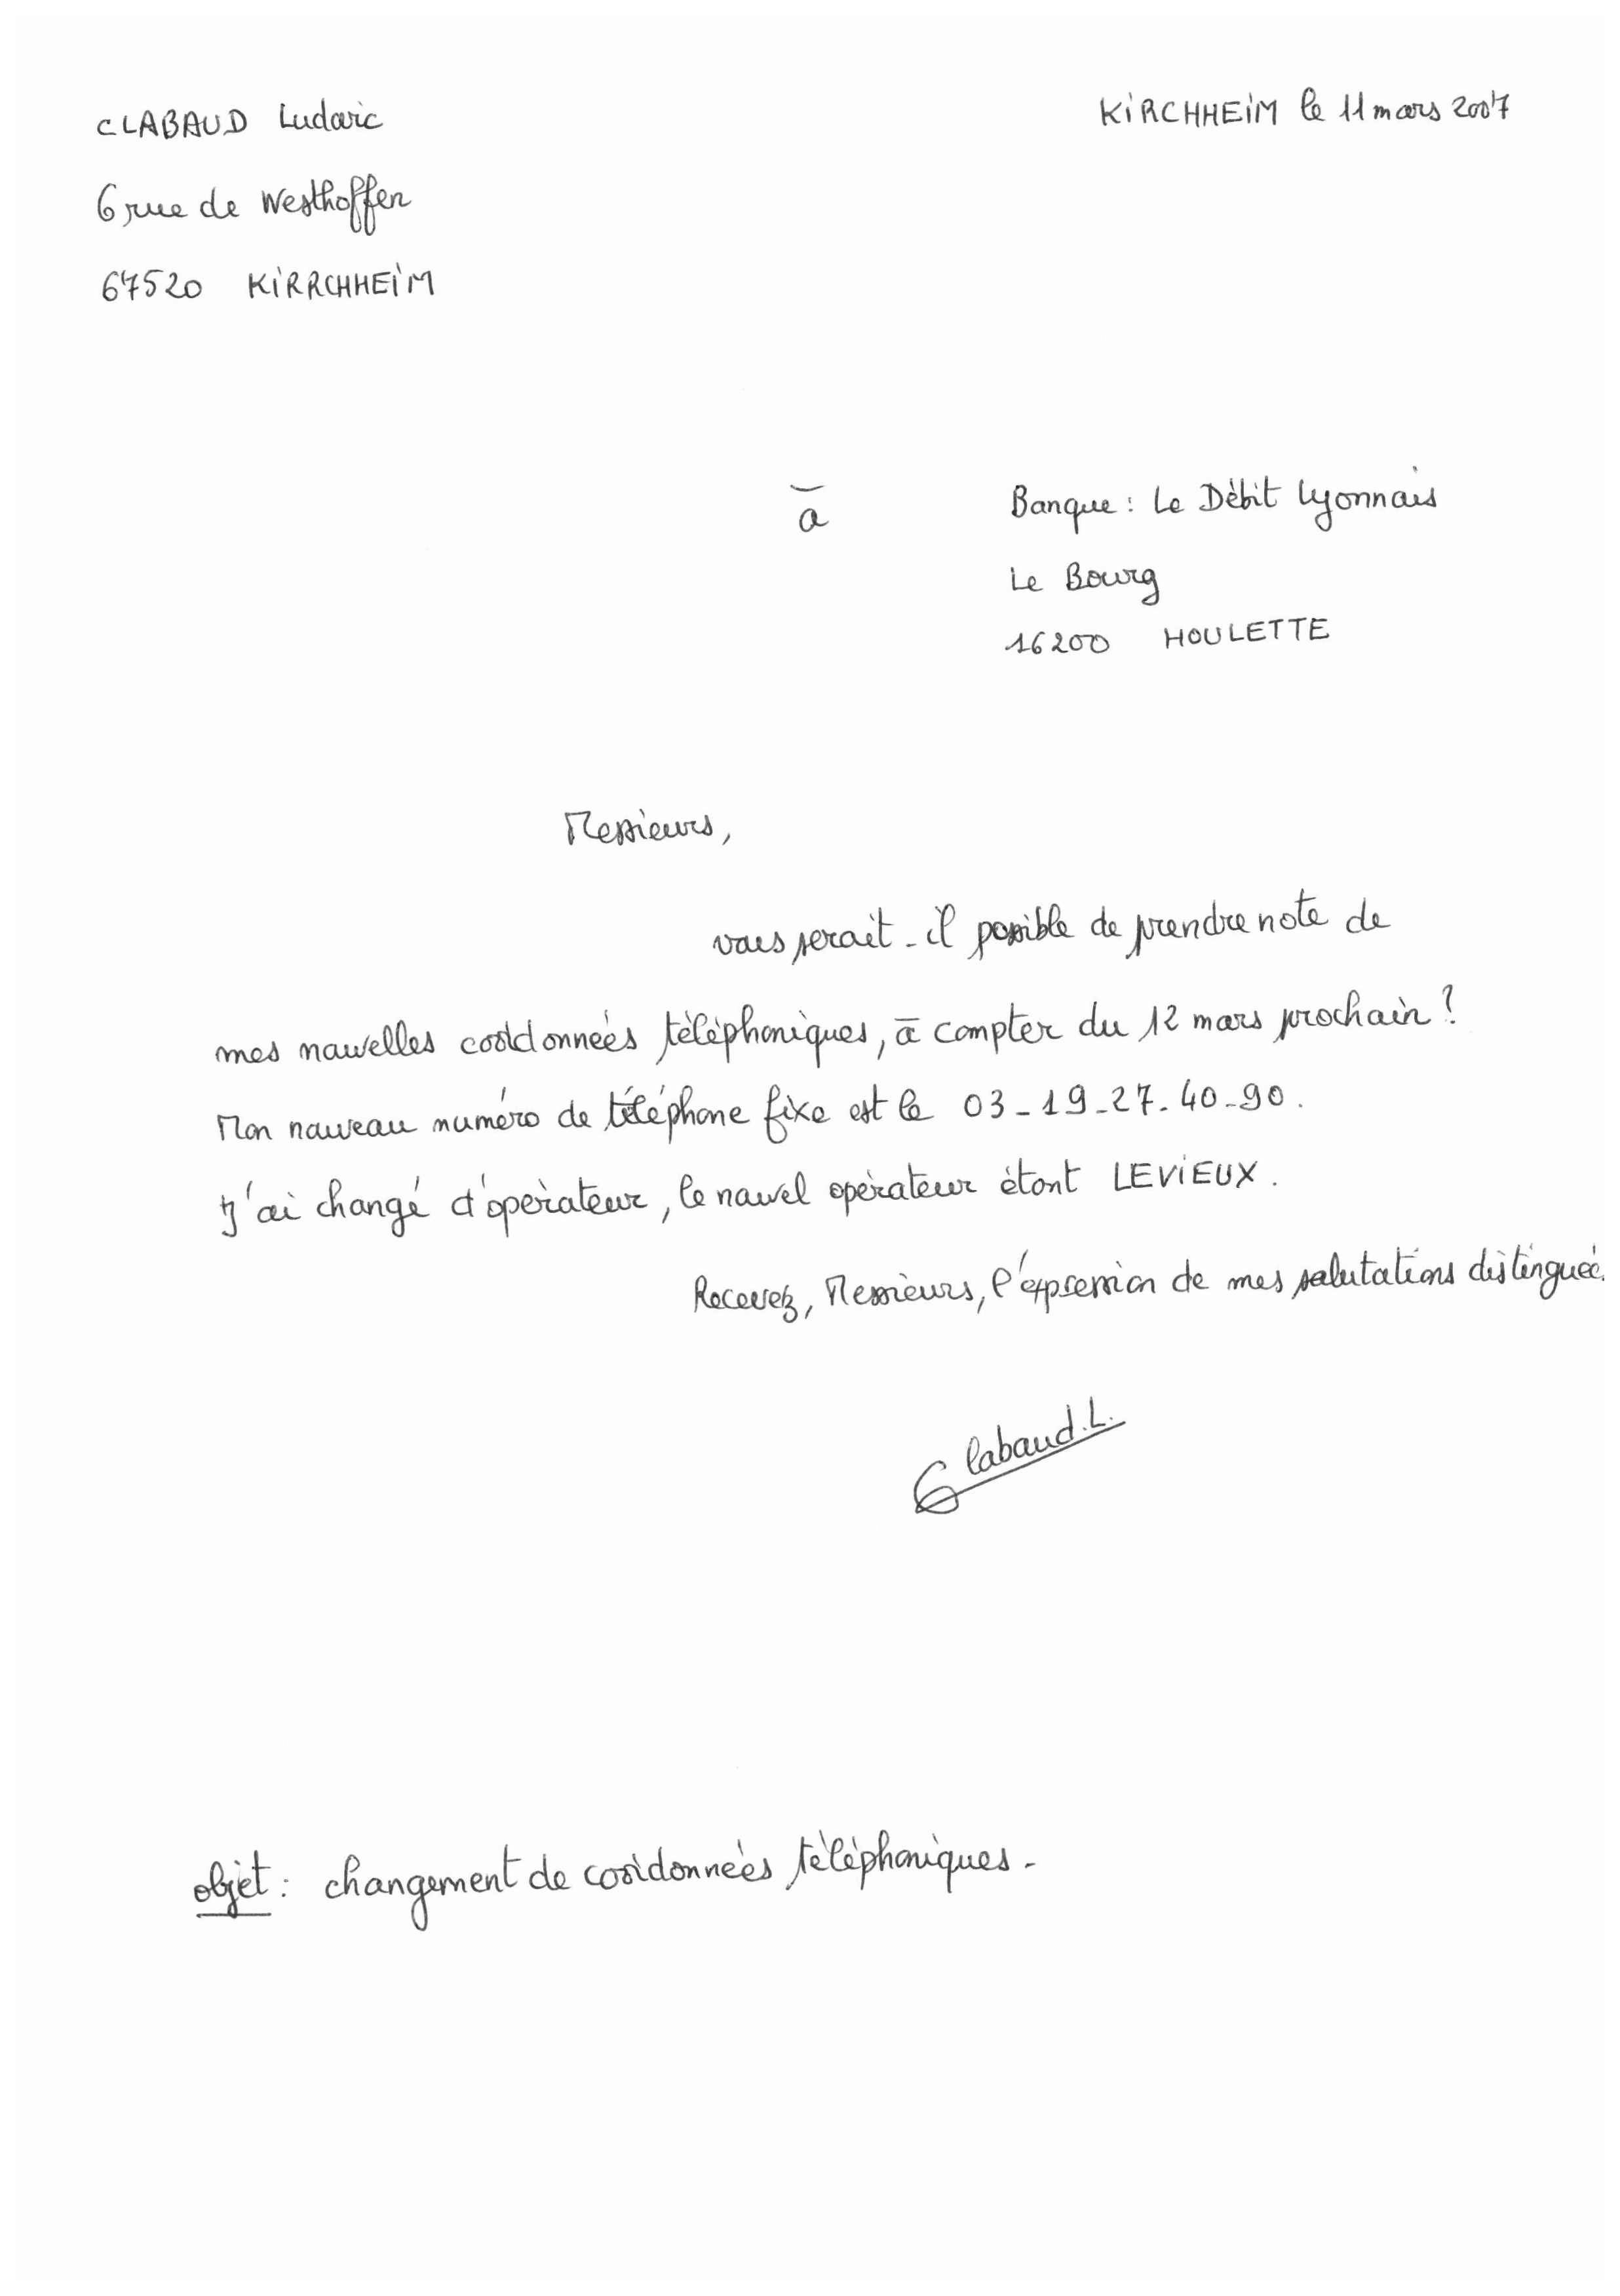 CLABAUD Ludovic
KIRCHHEIM le 11 mars 2007
6 rue de Westhoffen
67520 KIRRCHHEIM
à
Banque : Le Débit Lyonnais
Le Bourg
16200 HOULETTE
Messieurs,
vous serait-il possible de prendre note de
mes nouvelles cooldonnées téléphoniques, à compter du 12 mars prochain ?
Mon nouveau numéro de téléphone fixe est le 03-19-27-40-90.
J'ai changé d'opérateur, le nouvel opérateur étant LEVIEUX.
Recevez, Messieurs, l'expression de mes salutations distinguée
Clabaud.L.
objet : changement de coordonnées téléphoniques.